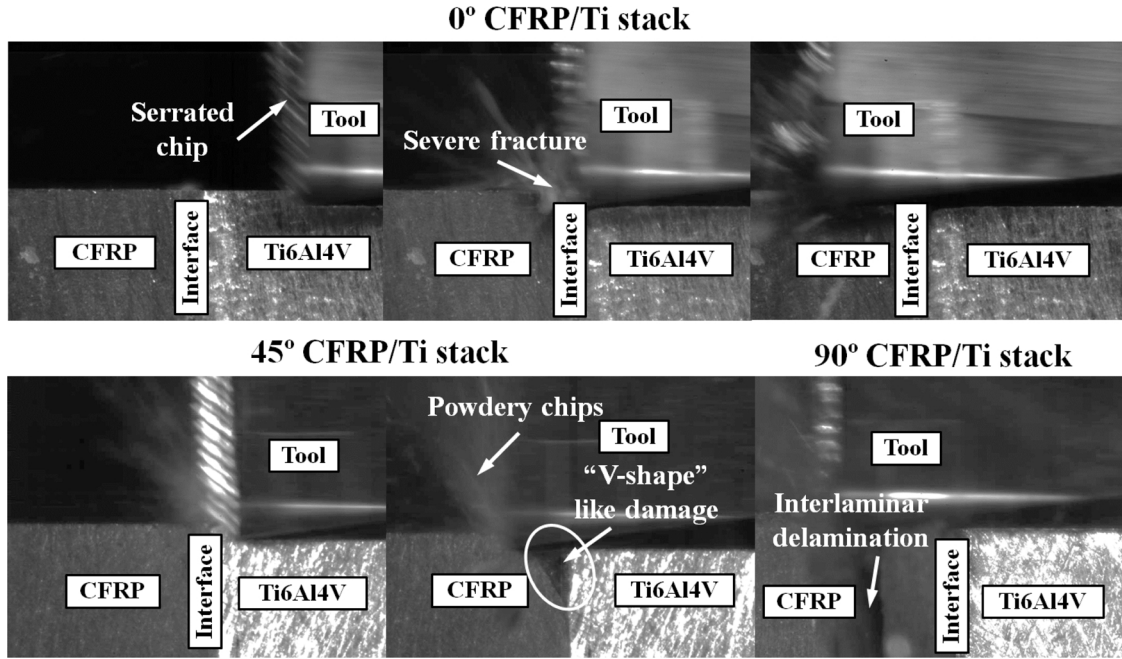 0º CFRP/Ti stack
Serrated
chip
Tool
CFRP
Interface
Ti6Al4V
Severe fracture
Tool
CFRP
Interface
Ti6Al4V
Tool
CFRP
Interface
Ti6Al4V
45º CFRP/Ti stack
Tool
CFRP
Interface
Ti6Al4V
Powdery chips
Tool
“V-shape”
like damage
CFRP
Ti6Al4V
90º CFRP/Ti stack
Tool
Interlaminar
delamination
CFRP
Interface
Ti6Al4V